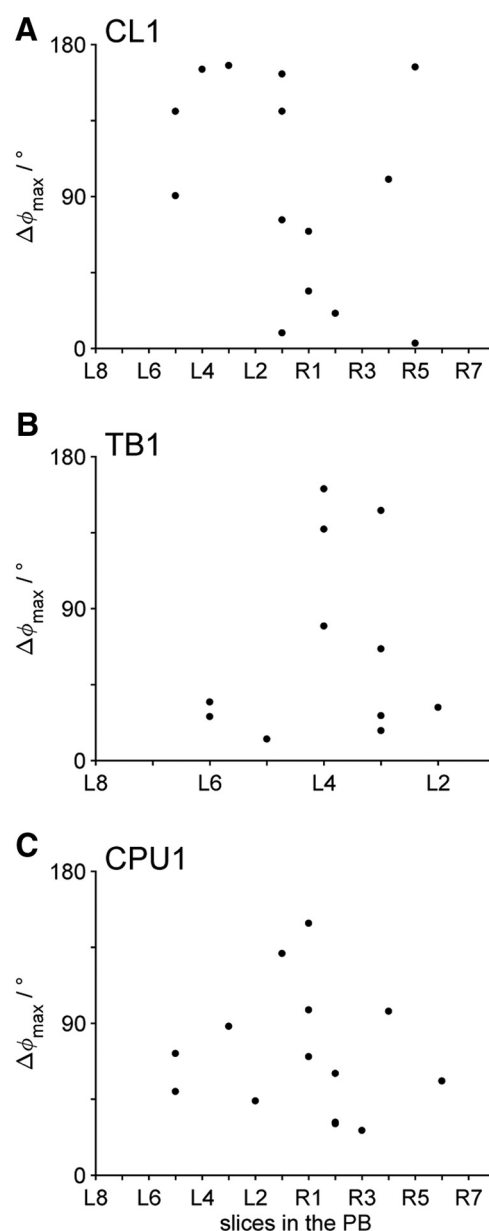 A CL1
180
90
0
Δϕmax / °
L8 L6 L4 L2 R1 R3 R5 R7
B TB1
180
90
0
Δϕmax / °
L8 L6 L4 L2
C CPU1
180
90
0
Δϕmax / °
L8 L6 L4 L2 R1 R3 R5 R7
slices in the PB